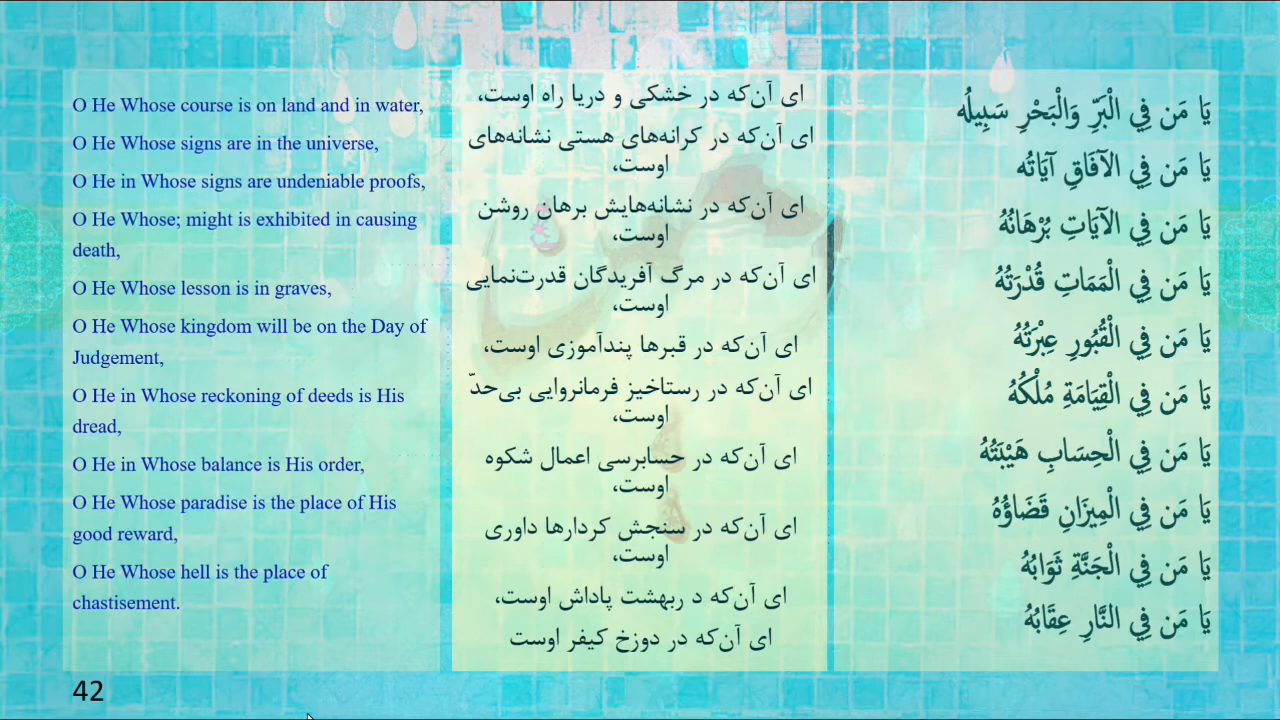 O He Whose course is on land and in water,
O He Whose signs are in the universe,
O He in Whose signs are undeniable proofs,
O He Whose; might is exhibited in causing
death,
O He Whose lesson is in graves,
O He Whose kingdom will be on the Day of
Judgement,
O He in Whose reckoning of deeds is His
dread,
O He in Whose balance is His order,
O He Whose paradise is the place of His
good reward,
O He Whose hell is the place of
chastisement.
ای آن‌که در خشکی و دریا راه اوست،
ای آن‌که در کرانه‌های هستی نشانه‌های
اوست،
ای آن‌که در نشانه‌هایش برهان روشن
اوست،
ای آن‌که در مرگ آفریدگان قدرت‌نمایی
اوست،
ای آن‌که در قبرها پندآموزی اوست،
ای آن‌که در رستاخیز فرمانروایی بی‌حدّ
اوست،
ای آن‌که در حسابرسی اعمال شکوه
اوست،
ای آن‌که در سنجش کردارها داوری
اوست،
ای آن‌که د ربهشت پاداش اوست،
ای آن‌که در دوزخ کیفر اوست
يَا مَن فِي الْبَرِّ وَالْبَحْرِ سَبِيلُه
يَا مَن فِي الآفَاقِ آيَاتُه
يَا مَن فِي الآيَاتِ بُرْهَانُهُ
يَا مَن فِي الْمَمَاتِ قُدْرَتُهُ
يَا مَن فِي الْقُبُورِ عِبْرَتُهُ
يَا مَن فِي الْقِيَامَةِ مُلْكُهُ
يَا مَن فِي الْحِسَابِ هَيْبَتُهُ
يَا مَن فِي الْمِيزَانِ قَضَاؤُهُ
يَا مَن فِي الْجَنَّةِ ثَوَابُهُ
يَا مَن فِي النَّارِ عِقَابُهُ
42